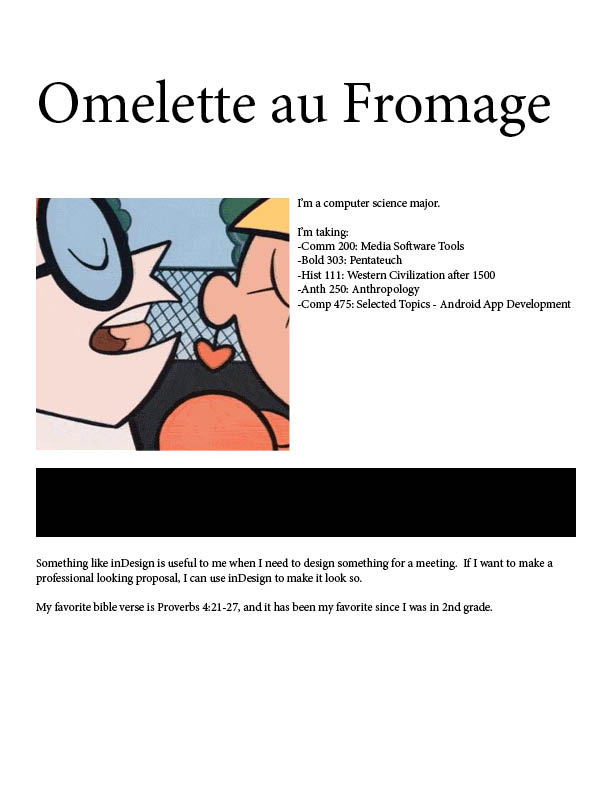 Omelette au Fromage
I'm a computer science major.
I'm taking:
-Comm 200: Media Software Tools
-Bold 303: Pentateuch
-Hist 111: Western Civilization after 1500
-Anth 250: Anthropology
-Comp 475: Selected Topics - Android App Development
Something like inDesign is useful to me when I need to design something for a meeting.  If I want to make a
professional looking proposal, I can use inDesign to make it look so.
My favorite bible verse is Proverbs 4:21-27, and it has been my favorite since I was in 2nd grade.